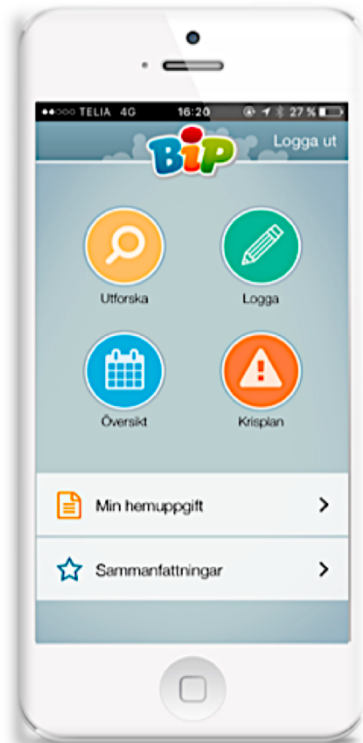 TELIA 4G 16:20 27 %
BiP Logga ut
Utforska Logga
Översikt Krisplan
Min hemuppgift
Sammanfattningar